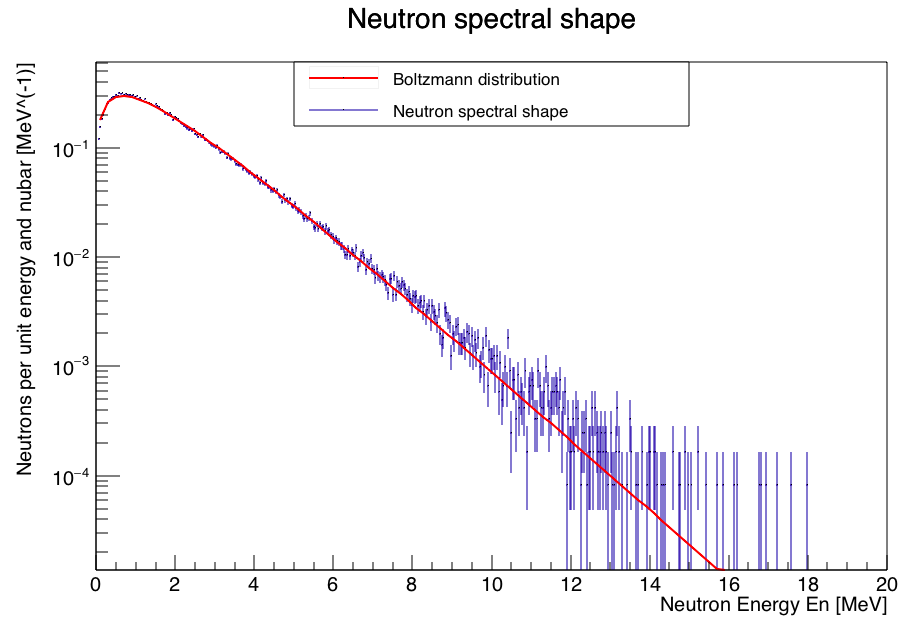 Neutron spectral shape
Boltzmann distribution
Neutron spectral shape
Neutrons per unit energy and nubar [MeV^(-1)]
10⁻¹
10⁻²
10⁻³
10⁻⁴
0 2 4 6 8 10 12 14 16 18 20
Neutron Energy En [MeV]